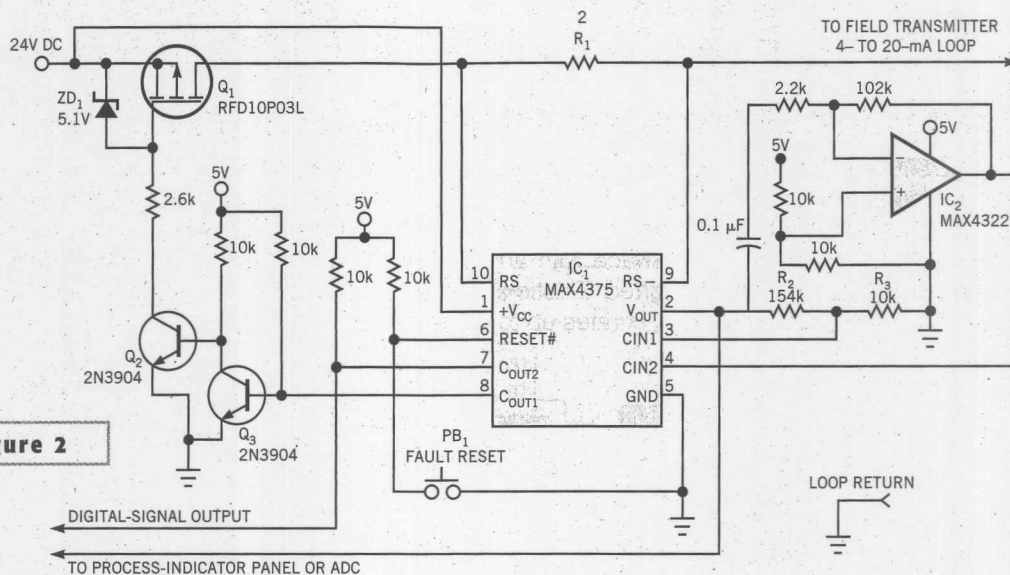 2
R1
TO FIELD TRANSMITTER
4– TO 20–mA LOOP
24V DC
Q1
RFD10P03L
ZD1
5.1V
2.2k
102k
5V
5V
10k
IC2
MAX4322
2.6k
5V
10k
10k
5V
10k
10k
0.1 µF
10k
R2
154k
R3
10k
IC1
MAX4375
10 RS
RS– 9
1 +VCC
VOUT 2
6 RESET#
CIN1 3
7 COUT2
CIN2 4
8 COUT1
GND 5
Q2
2N3904
Q3
2N3904
PB1
FAULT RESET
LOOP RETURN
ure 2
DIGITAL-SIGNAL OUTPUT
TO PROCESS-INDICATOR PANEL OR ADC